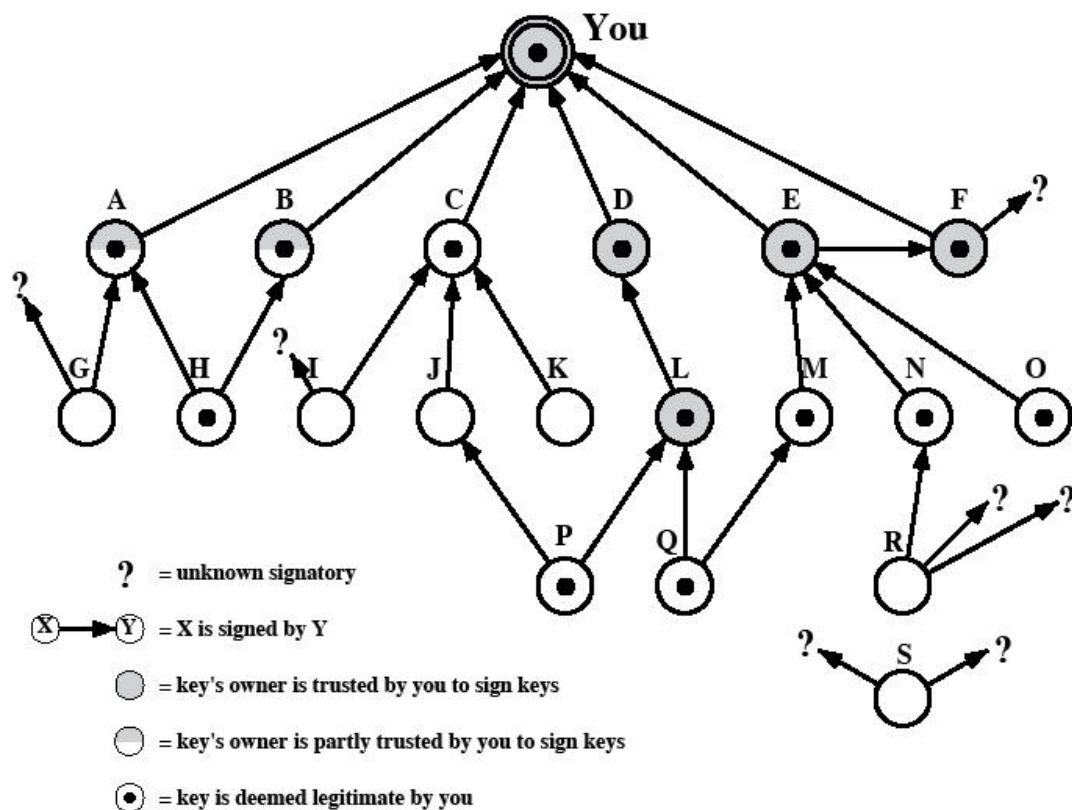 You
A B C D E F ?
?
G H ? I J K L M N O
P Q R ? ?
? = unknown signatory
X Y = X is signed by Y
? S ?
= key's owner is trusted by you to sign keys
= key's owner is partly trusted by you to sign keys
= key is deemed legitimate by you